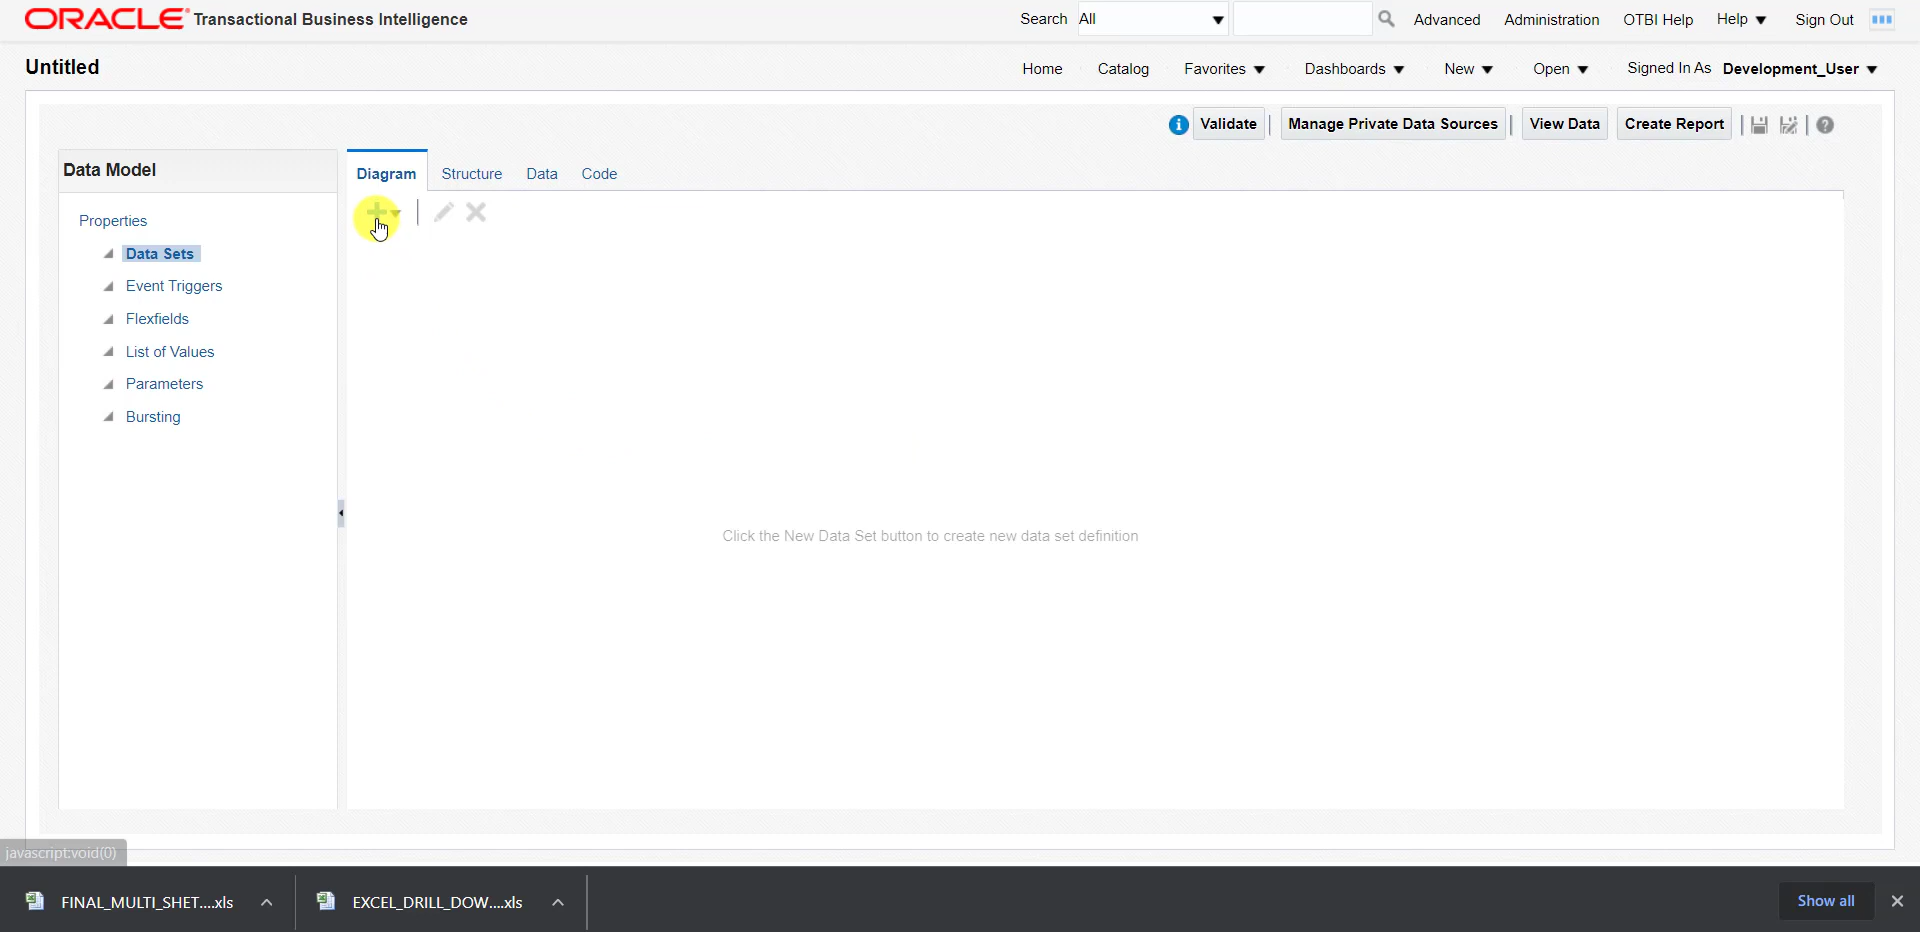 ORACLE Transactional Business Intelligence
Search All Advanced Administration OTBI Help Help Sign Out
Untitled
Home Catalog Favorites Dashboards New Open Signed In As Development_User
Validate Manage Private Data Sources View Data Create Report
Data Model
Diagram Structure Data Code
Properties
Data Sets
Event Triggers
Flexfields
List of Values
Parameters
Bursting
Click the New Data Set button to create new data set definition
javascript:void(0)
FINAL_MULTI_SHET....xls EXCEL_DRILL_DOW....xls Show all